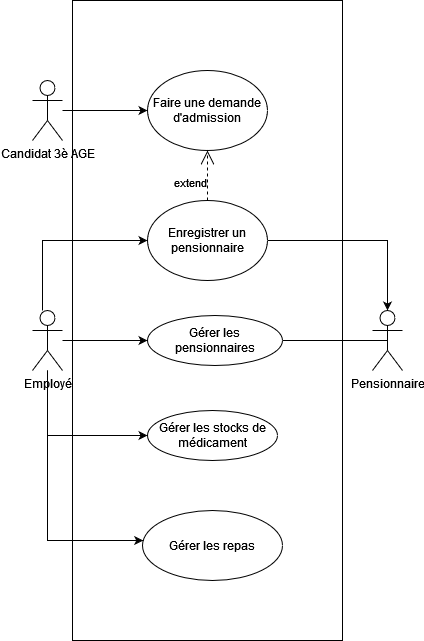 Faire une demande
d'admission
Candidat 3è AGE
extend
Enregistrer un
pensionnaire
Gérer les
pensionnaires
Employé
Pensionnaire
Gérer les stocks de
médicament
Gérer les repas